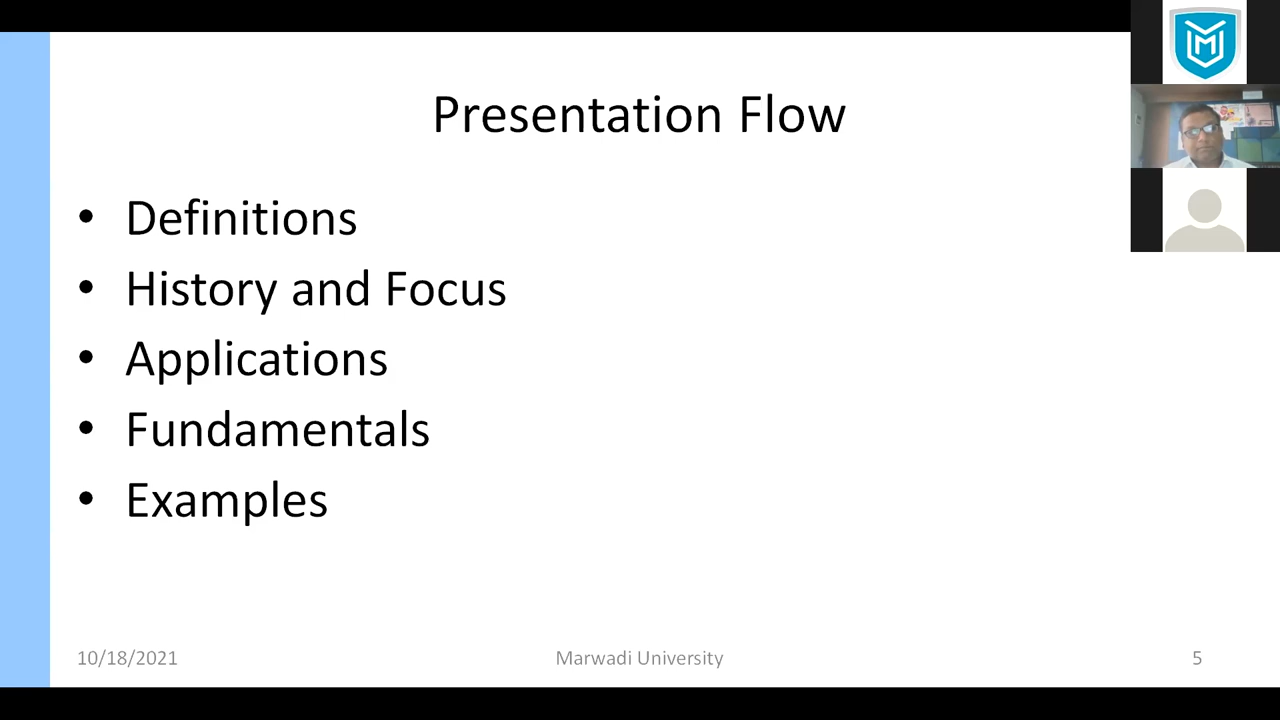 Presentation Flow
• Definitions
• History and Focus
• Applications
• Fundamentals
• Examples
10/18/2021 Marwadi University 5